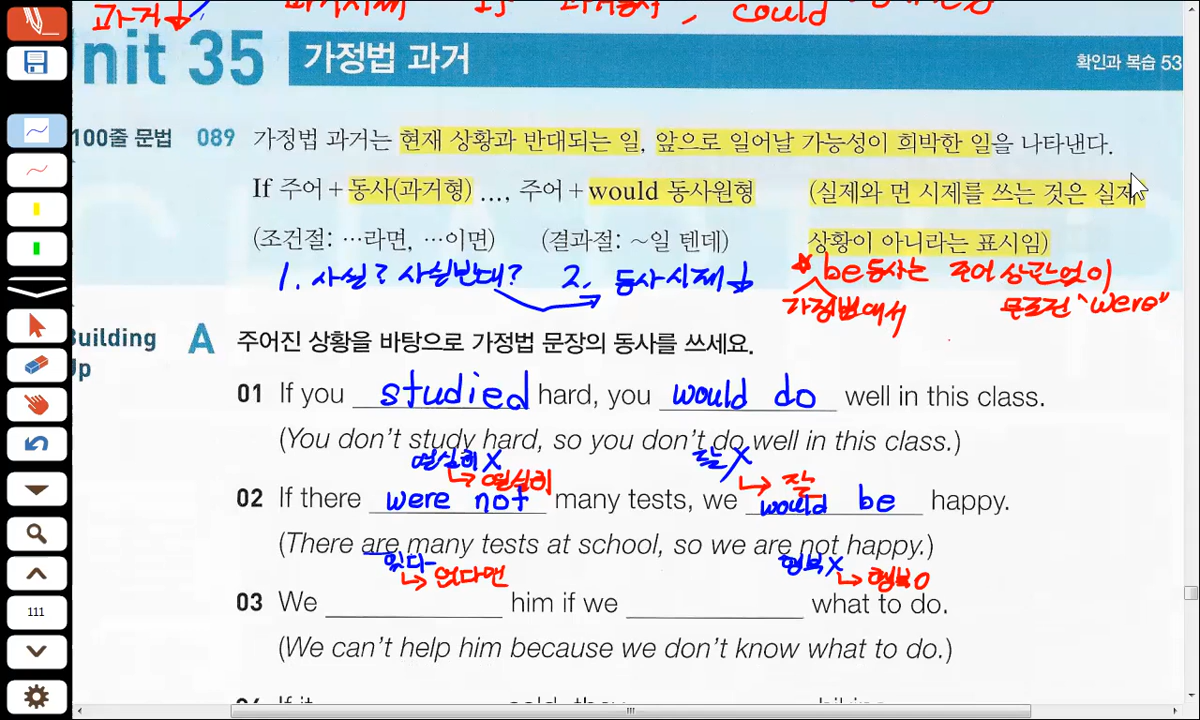 과거↓ 과거시제 If 과거동사, could
Unit 35 가정법 과거 확인과 복습 53
100줄 문법 089 가정법 과거는 현재 상황과 반대되는 일, 앞으로 일어날 가능성이 희박한 일을 나타낸다.
If 주어 + 동사(과거형) …, 주어 + would 동사원형 (실제와 먼 시제를 쓰는 것은 실제
(조건절: …라면, …이면) (결과절: ~일 텐데) 상황이 아니라는 표시임)
1. 사실? 사실반대? 2. 동사시제↓ ☆ be동사는 주어 상관없이
가정법에서 무조건 "were"
Building A 주어진 상황을 바탕으로 가정법 문장의 동사를 쓰세요.
Up
01 If you studied hard, you would do well in this class.
(You don't study hard, so you don't do well in this class.)
열심히 X → 열심히 잘 X → 잘
02 If there were not many tests, we would be happy.
(There are many tests at school, so we are not happy.)
있다 → 없다면 행복 X → 행복 O
03 We ______ him if we ______ what to do.
(We can't help him because we don't know what to do.)
111